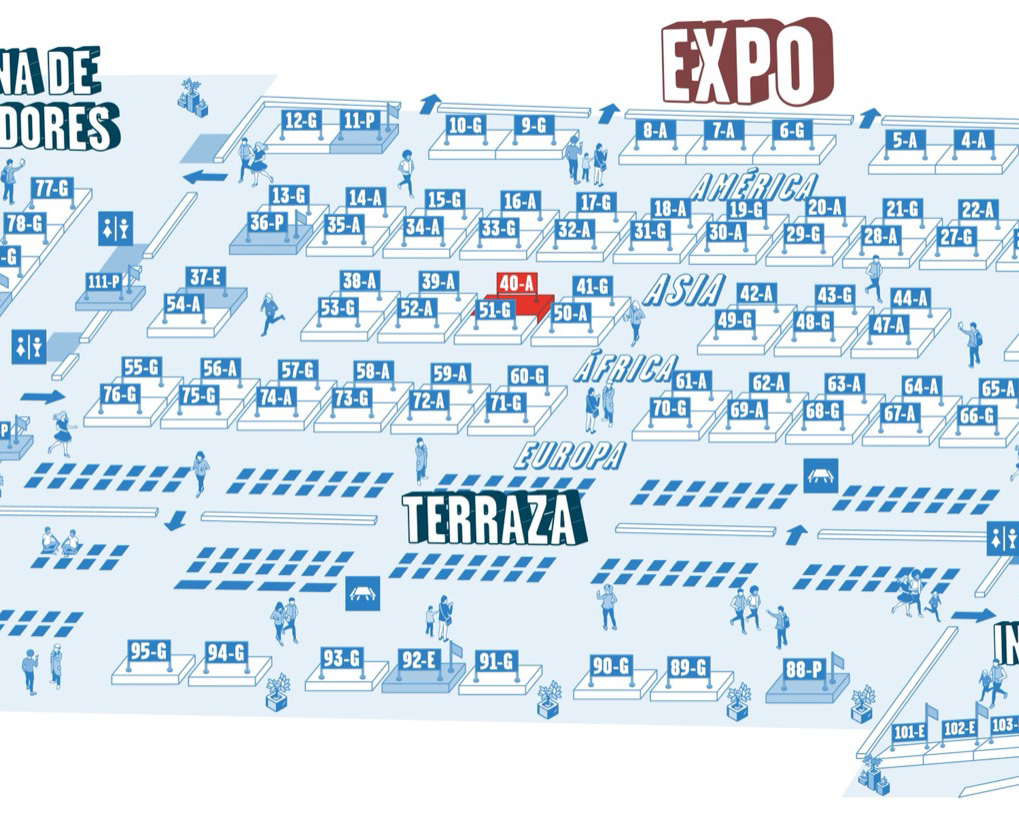 NA DE
DORES
EXPO
12-G 11-P 10-G 9-G 8-A 7-A 6-G 5-A 4-A
AMÉRICA
77-G 13-G 14-A 15-G 16-A 17-G 18-A 19-G 20-A 21-G 22-A
78-G 36-P 35-A 34-A 33-G 32-A 31-G 30-A 29-G 28-A 27-G
-G
ASIA
111-P 37-E 38-A 39-A 40-A 41-G 42-A 43-G 44-A
54-A 53-G 52-A 51-G 50-A 49-G 48-G 47-A
ÁFRICA
55-G 56-A 57-G 58-A 59-A 60-G 61-A 62-A 63-A 64-A 65-A
76-G 75-G 74-A 73-G 72-A 71-G 70-G 69-A 68-G 67-A 66-G
P
EUROPA
TERRAZA
95-G 94-G 93-G 92-E 91-G 90-G 89-G 88-P
IN
101-E 102-E 103-